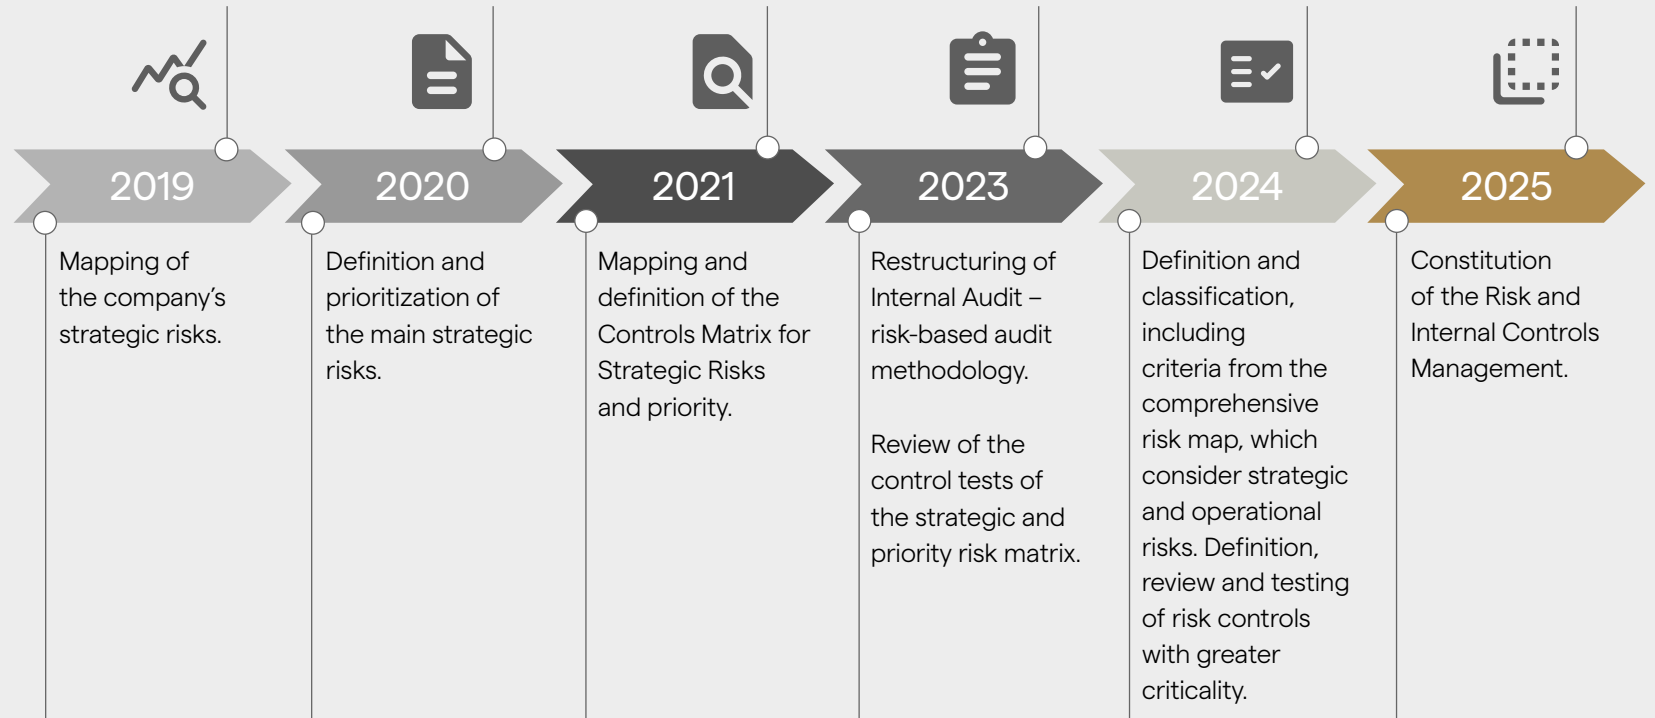 2019
Mapping of
the company’s
strategic risks.
2020
Definition and
prioritization of
the main strategic
risks.
2021
Mapping and
definition of the
Controls Matrix for
Strategic Risks
and priority.
2023
Restructuring of
Internal Audit –
risk-based audit
methodology.
Review of the
control tests of
the strategic and
priority risk matrix.
2024
Definition and
classification,
including
criteria from the
comprehensive
risk map, which
consider strategic
and operational
risks. Definition,
review and testing
of risk controls
with greater
criticality.
2025
Constitution
of the Risk and
Internal Controls
Management.